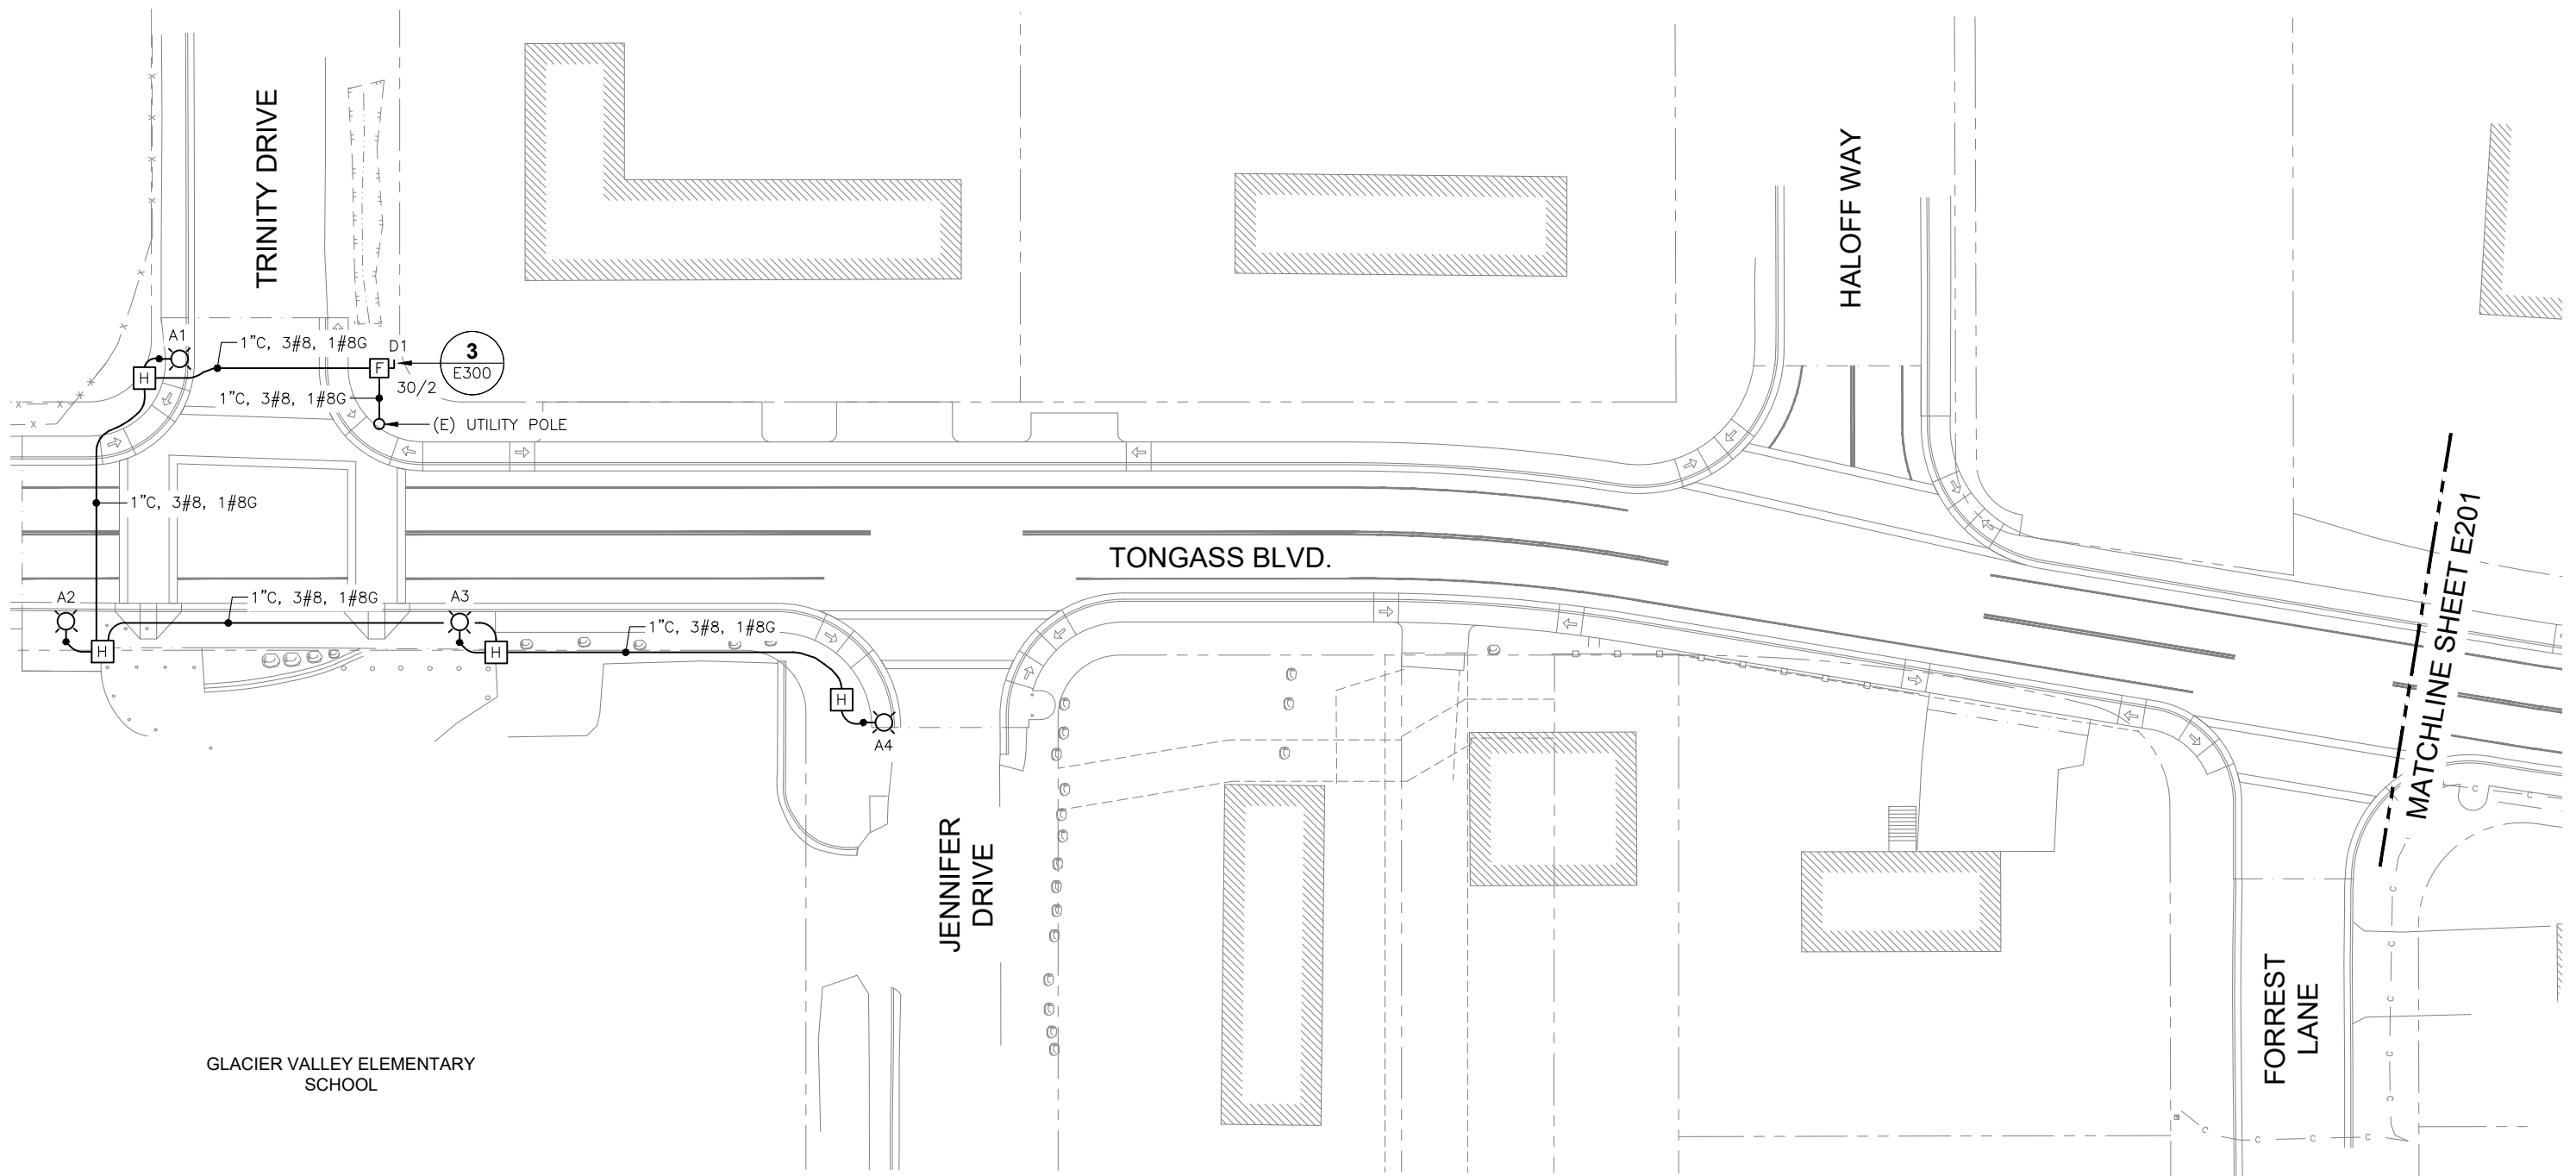 TRINITY DRIVE
HALOFF WAY
A1
1"C, 3#8, 1#8G
D1
3
E300
H
F
30/2
1"C, 3#8, 1#8G
(E) UTILITY POLE
1"C, 3#8, 1#8G
TONGASS BLVD.
MATCHLINE SHEET E201
A2
1"C, 3#8, 1#8G
A3
1"C, 3#8, 1#8G
H
H
H
A4
JENNIFER
DRIVE
FORREST
LANE
GLACIER VALLEY ELEMENTARY
SCHOOL